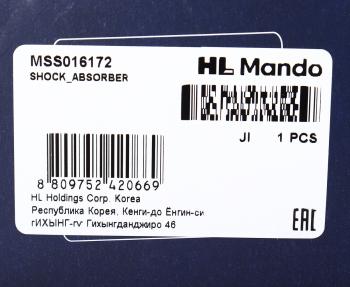 MSS016172
SHOCK_ABSORBER
HL Mando
JI 1 PCS
8 809752 420669
HL Holdings Corp. Korea
Республика Корея, Кенги-до Ёнгин-си
гИХЫНГ-гу Гихынгданджиро 46
EAC